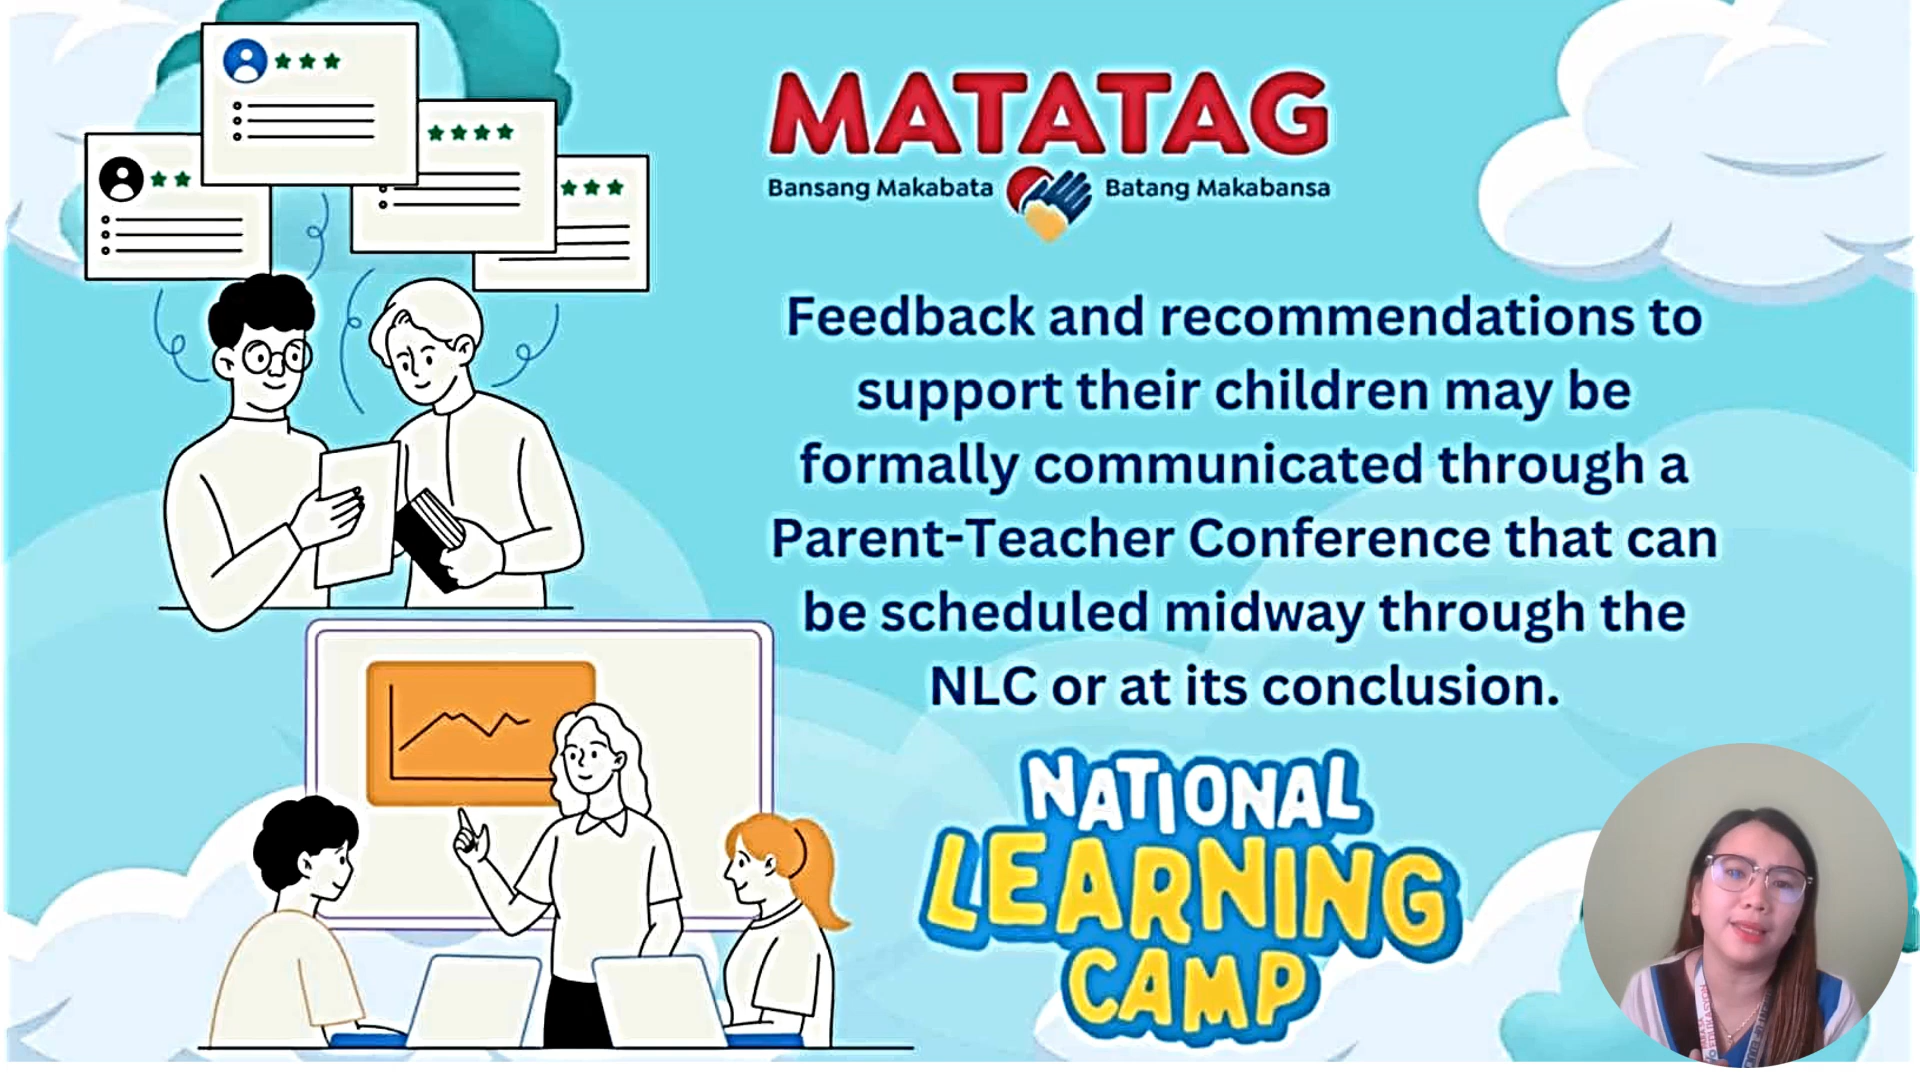 MATATAG
Bansang Makabata Batang Makabansa
Feedback and recommendations to
support their children may be
formally communicated through a
Parent-Teacher Conference that can
be scheduled midway through the
NLC or at its conclusion.
NATIONAL
LEARNING
CAMP